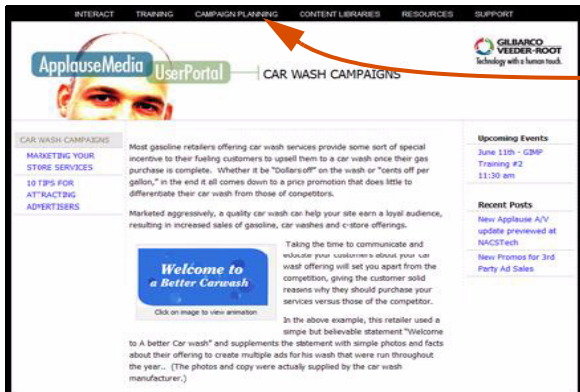 INTERACT TRAINING CAMPAIGN PLANNING CONTENT LIBRARIES RESOURCES SUPPORT
GILBARCO
VEEDER-ROOT
Technology with a human touch.
ApplauseMedia UserPortal CAR WASH CAMPAIGNS
CAR WASH CAMPAIGNS
MARKETING YOUR
STORE SERVICES
10 TIPS FOR
ATTRACTING
ADVERTISERS
Most gasoline retailers offering car wash services provide some sort of special
incentive to their fueling customers to upsell them to a car wash once their gas
purchase is complete. Whether it be "Dollars off" on the wash or "cents off per
gallon," in the end it all comes down to a price promotion that does little to
differentiate their car wash from those of competitors.
Marketed aggressively, a quality car wash can help your site earn a loyal audience,
resulting in increased sales of gasoline, car washes and c-store offerings.
Welcome to
a Better Carwash
Click on image to view animation
Taking the time to communicate and
educate your customers about your car
wash offering will set you apart from the
competition, giving the customer solid
reasons why they should purchase your
services versus those of the competitor.
In the above example, this retailer used a
simple but believable statement "Welcome
to A better Car wash" and supplements the statement with simple photos and facts
about their offering to create multiple ads for his wash that were run throughout
the year.. (The photos and copy were actually supplied by the car wash
manufacturer.)
Upcoming Events
June 11th - GIMP
Training #2
11:30 am
Recent Posts
New Applause A/V
update previewed at
NACSTech
New Promos for 3rd
Party Ad Sales